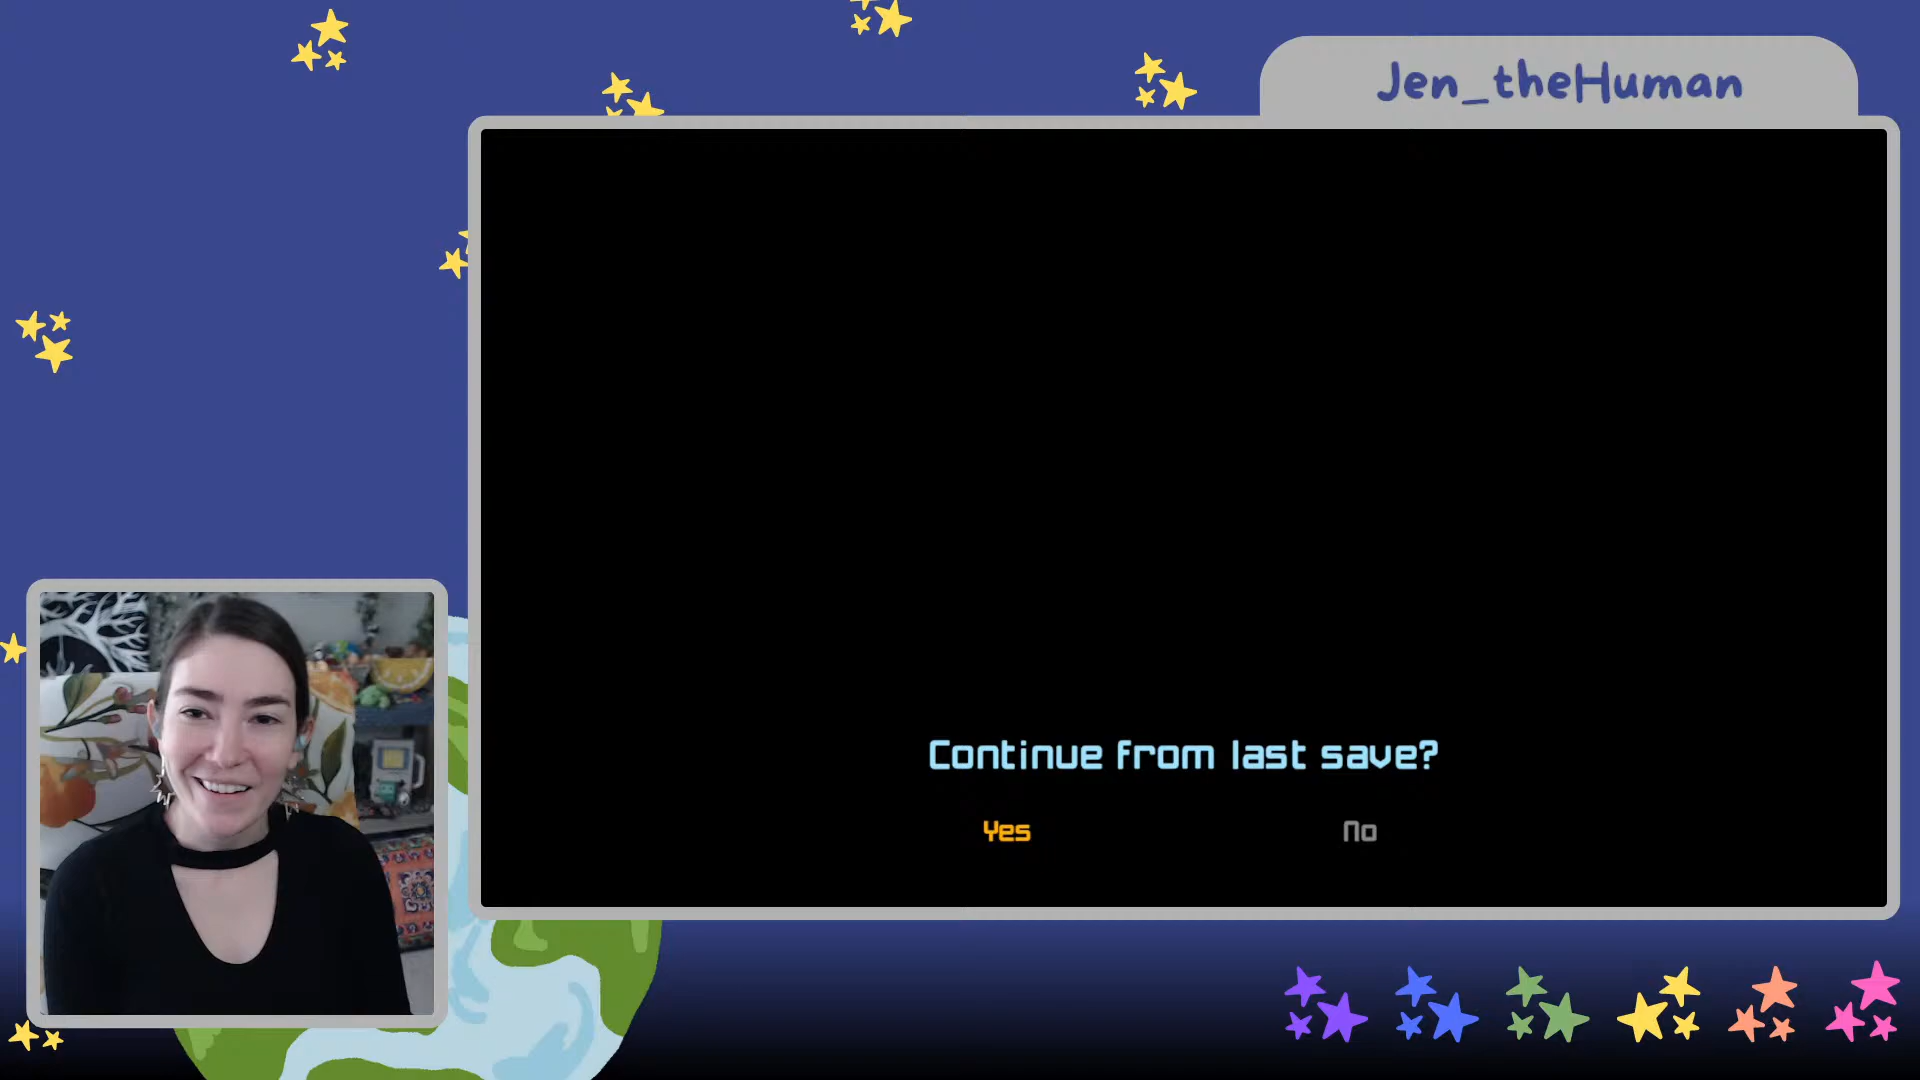 Jen_theHuman
Continue from last save?
Yes
No